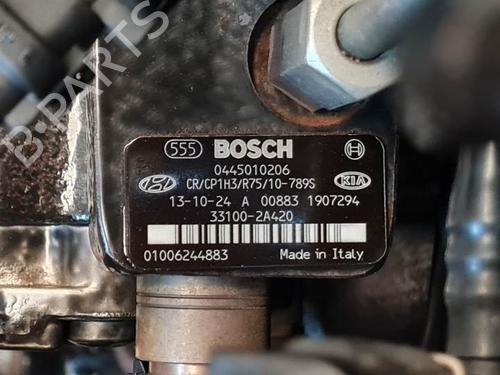 B-PARTS
555 BOSCH
0445010206
CR/CP1H3/R75/10-789S
KIA
13-10-24 A 00883 1907294
33100-2A420
01006244883 Made in Italy